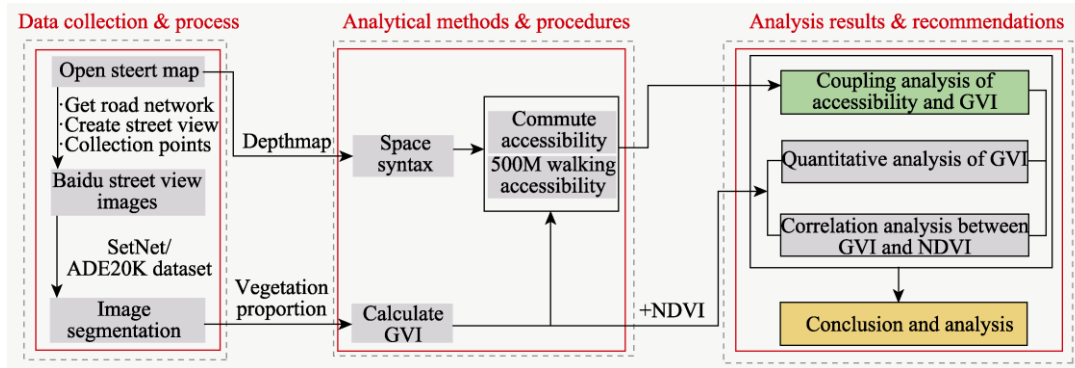 Data collection & process
Open steert map
·Get road network
·Create street view
·Collection points
Baidu street view
images
SetNet/
ADE20K dataset
Image
segmentation
Depthmap
Vegetation
proportion
Analytical methods & procedures
Space
syntax
Commute
accessibility
500M walking
accessibility
Calculate
GVI
+NDVI
Analysis results & recommendations
Coupling analysis of
accessibility and GVI
Quantitative analysis of GVI
Correlation analysis between
GVI and NDVI
Conclusion and analysis